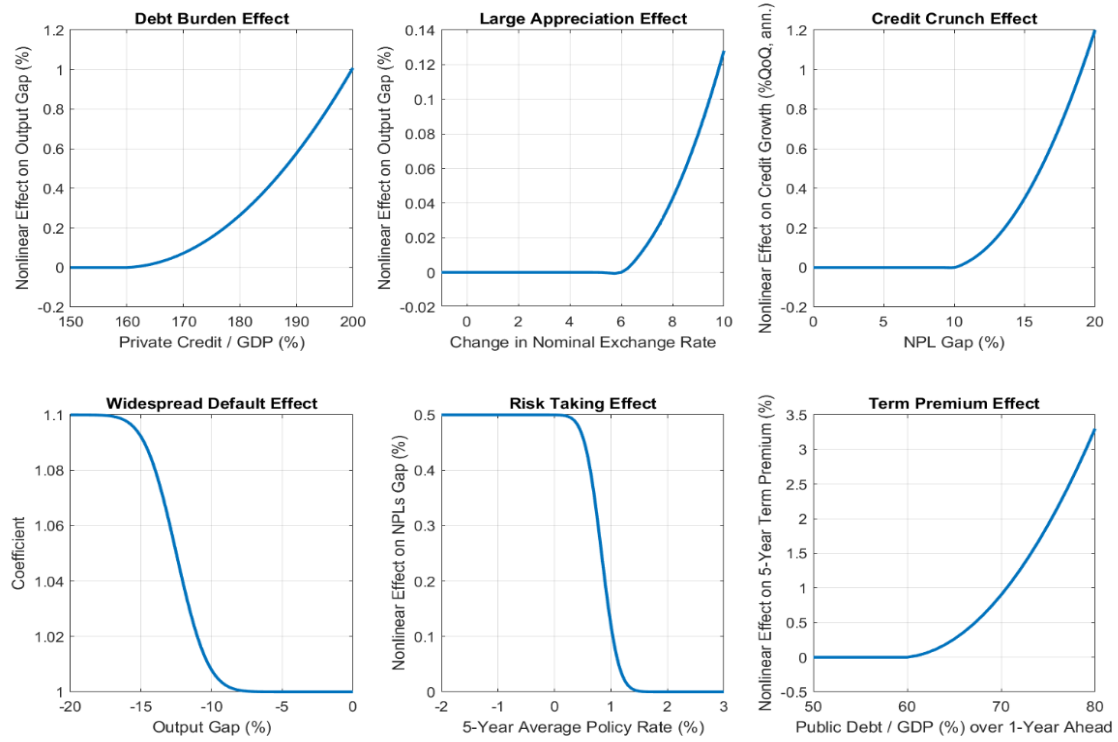 Debt Burden Effect
Nonlinear Effect on Output Gap (%)
1.2
1
0.8
0.6
0.4
0.2
0
-0.2
150 160 170 180 190 200
Private Credit / GDP (%)
Large Appreciation Effect
Nonlinear Effect on Output Gap (%)
0.14
0.12
0.1
0.08
0.06
0.04
0.02
0
-0.02
0 2 4 6 8 10
Change in Nominal Exchange Rate
Credit Crunch Effect
Nonlinear Effect on Credit Growth (%QoQ, ann.)
1.2
1
0.8
0.6
0.4
0.2
0
-0.2
0 5 10 15 20
NPL Gap (%)
Widespread Default Effect
Coefficient
1.1
1.08
1.06
1.04
1.02
1
-20 -15 -10 -5 0
Output Gap (%)
Risk Taking Effect
Nonlinear Effect on NPLs Gap (%)
0.5
0.4
0.3
0.2
0.1
0
-2 -1 0 1 2 3
5-Year Average Policy Rate (%)
Term Premium Effect
Nonlinear Effect on 5-Year Term Premium (%)
3.5
3
2.5
2
1.5
1
0.5
0
-0.5
50 60 70 80
Public Debt / GDP (%) over 1-Year Ahead